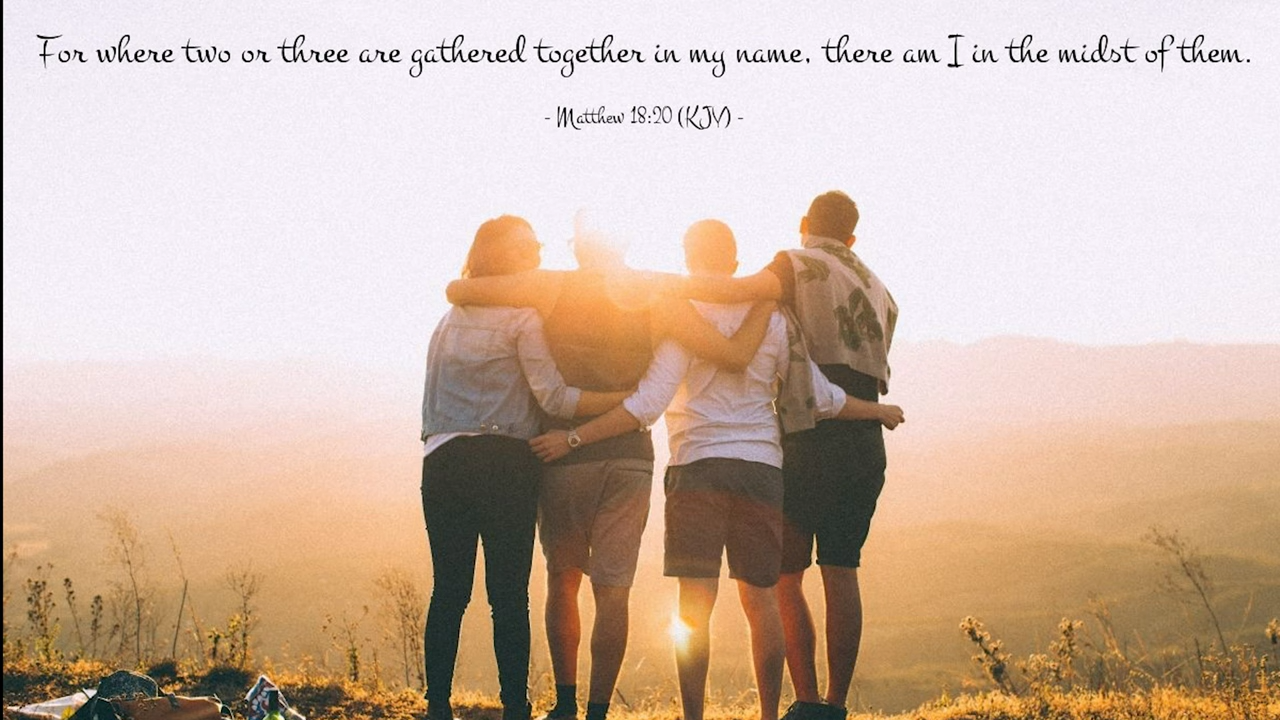 For where two or three are gathered together in my name, there am I in the midst of them.
- Matthew 18:20 (KJV) -